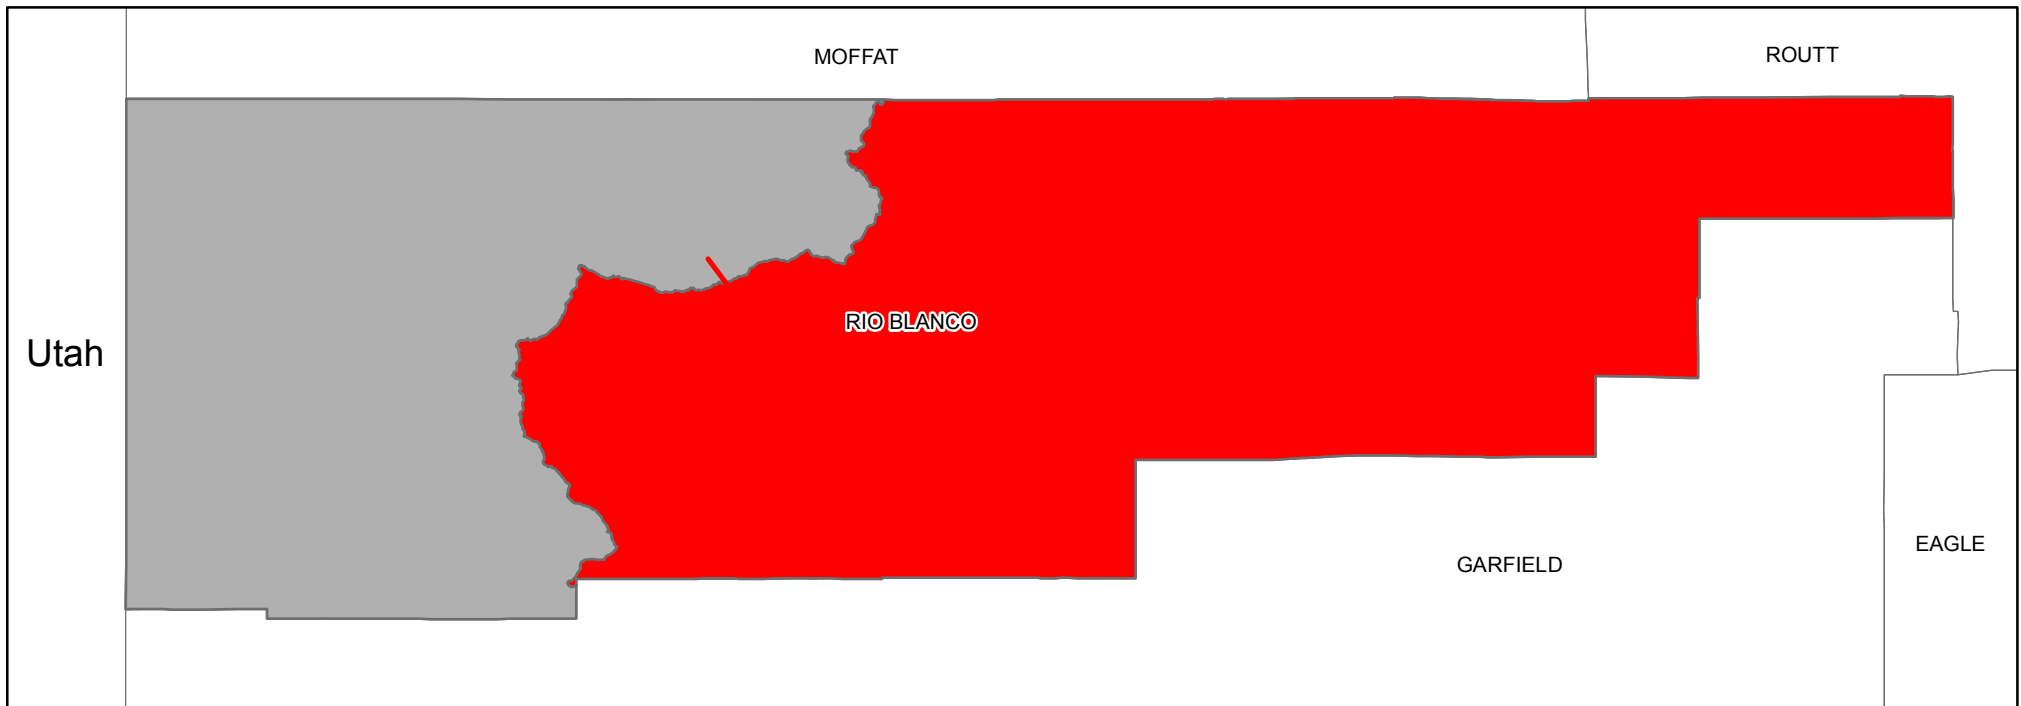 MOFFAT
ROUTT
RIO BLANCO
Utah
EAGLE
GARFIELD